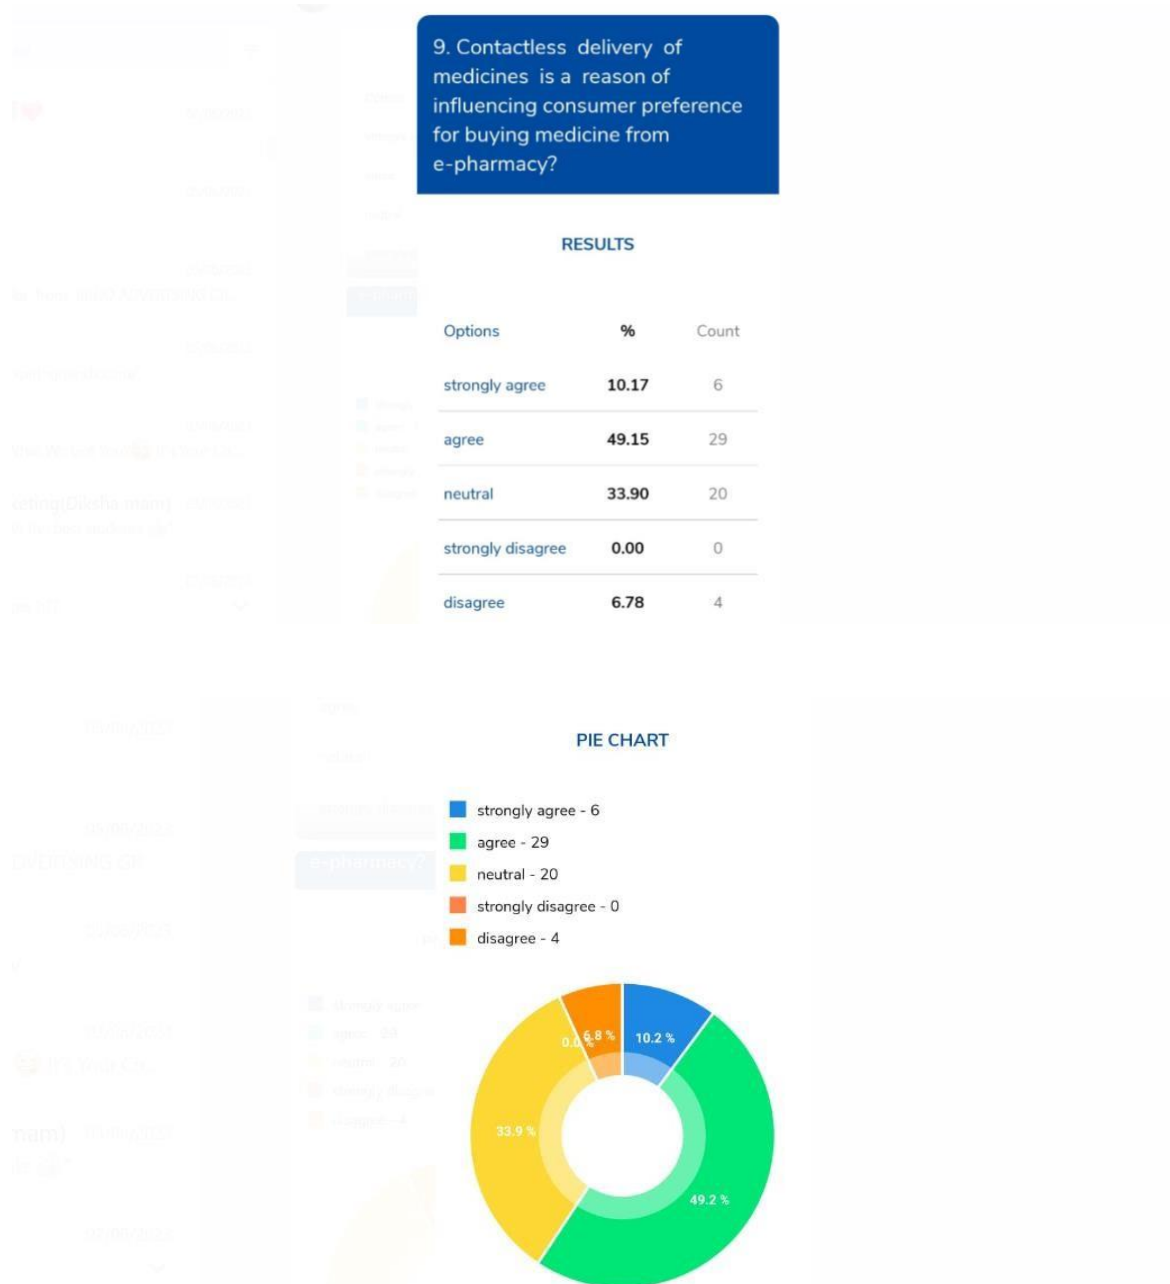 9. Contactless delivery of
medicines is a reason of
influencing consumer preference
for buying medicine from
e-pharmacy?
RESULTS
Options % Count
strongly agree 10.17 6
agree 49.15 29
neutral 33.90 20
strongly disagree 0.00 0
disagree 6.78 4
PIE CHART
strongly agree - 6
agree - 29
neutral - 20
strongly disagree - 0
disagree - 4
e-pharmacy?
0.0 %
6.8 %
10.2 %
33.9 %
49.2 %